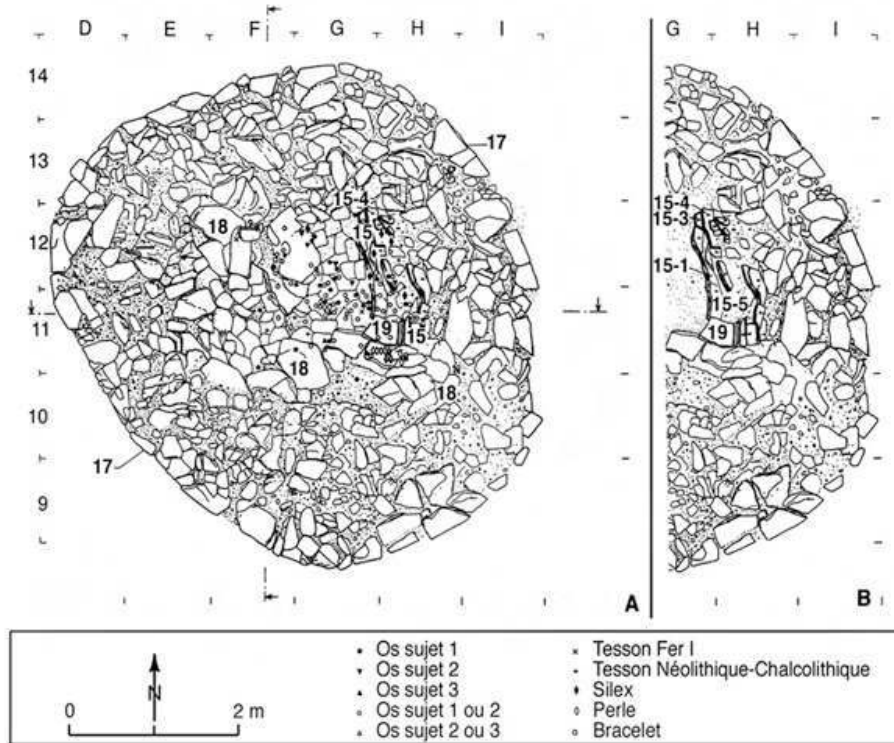 D E F G H I
G H I
14
13
12
11
10
9
17
15-4
18
15
19
15
18
18
17
15-4
15-3
15-1
15-5
19
A
B
N
0 2 m
Os sujet 1
Os sujet 2
Os sujet 3
Os sujet 1 ou 2
Os sujet 2 ou 3
Tesson Fer I
Tesson Néolithique-Chalcolithique
Silex
Perle
Bracelet